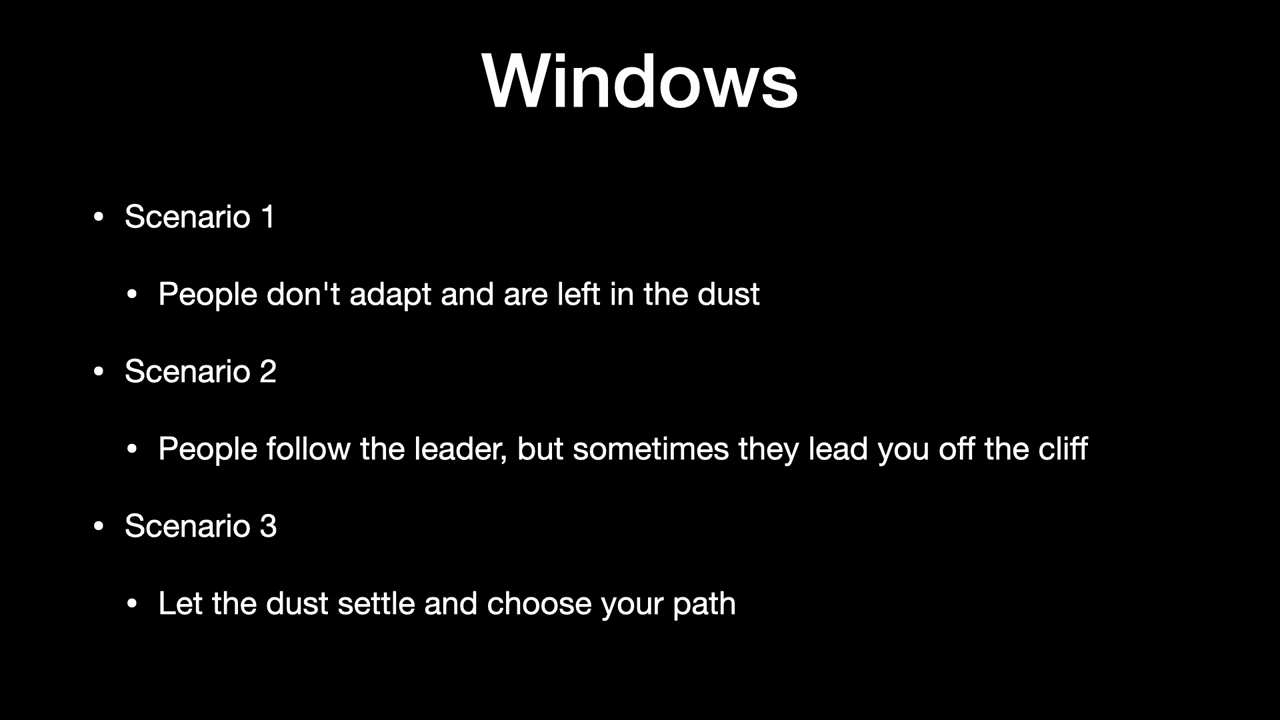 Windows
• Scenario 1
• People don't adapt and are left in the dust
• Scenario 2
• People follow the leader, but sometimes they lead you off the cliff
• Scenario 3
• Let the dust settle and choose your path